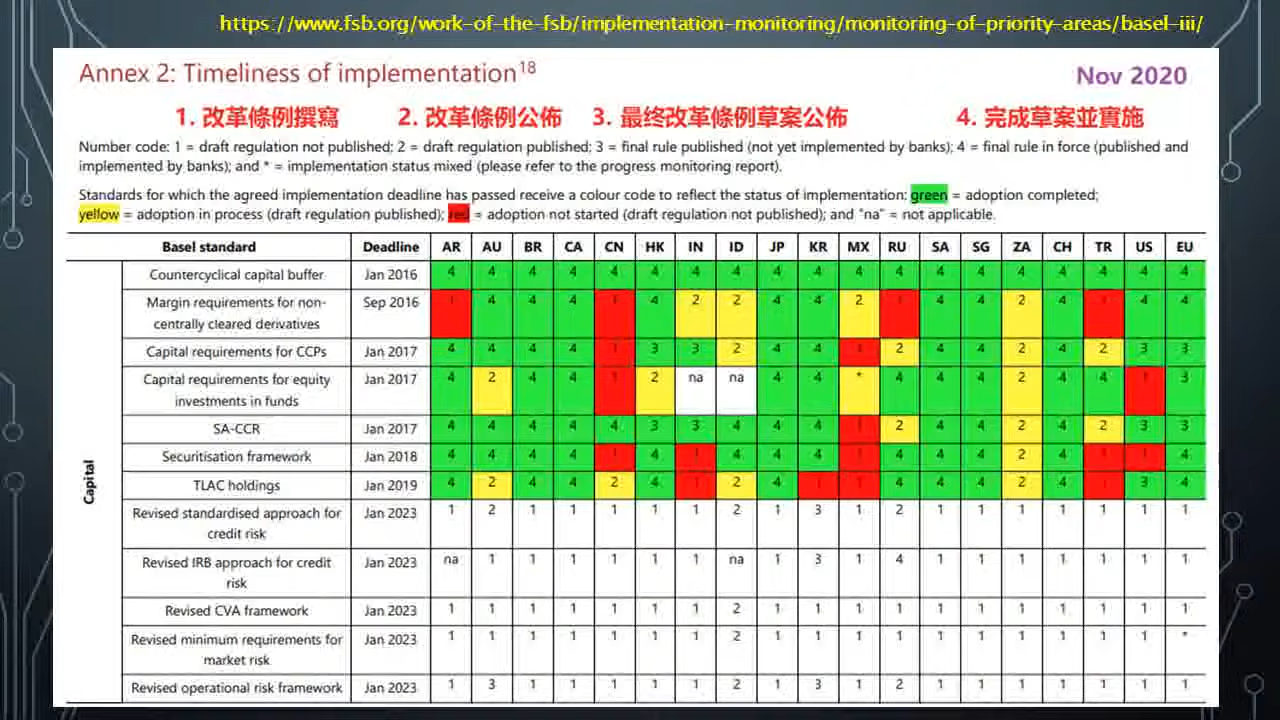 https://www.fsb.org/work-of-the-fsb/implementation-monitoring/monitoring-of-priority-areas/basel-iii/
Annex 2: Timeliness of implementation18
Nov 2020
1. 改革條例撰寫 2. 改革條例公佈 3. 最终改革條例草案公佈 4. 完成草案並實施
Number code: 1 = draft regulation not published; 2 = draft regulation published; 3 = final rule published (not yet implemented by banks); 4 = final rule in force (published and
implemented by banks); and * = implementation status mixed (please refer to the progress monitoring report).
Standards for which the agreed implementation deadline has passed receive a colour code to reflect the status of implementation: green = adoption completed;
yellow = adoption in process (draft regulation published); red = adoption not started (draft regulation not published); and "na" = not applicable.
Basel standard Deadline AR AU BR CA CN HK IN ID JP KR MX RU SA SG ZA CH TR US EU
Capital
Countercyclical capital buffer Jan 2016 4 4 4 4 4 4 4 4 4 4 4 4 4 4 4 4 4 4 4
Margin requirements for non-
centrally cleared derivatives Sep 2016 1 4 4 4 1 4 2 2 4 4 2 1 4 4 2 4 1 4 4
Capital requirements for CCPs Jan 2017 4 4 4 4 1 3 3 2 4 4 1 2 4 4 2 4 2 3 3
Capital requirements for equity
investments in funds Jan 2017 4 2 4 4 1 2 na na 4 4 * 4 4 4 2 4 4 1 3
SA-CCR Jan 2017 4 4 4 4 4 3 3 4 4 4 1 2 4 4 2 4 2 3 3
Securitisation framework Jan 2018 4 4 4 4 1 4 1 4 4 4 1 4 4 4 2 4 1 1 4
TLAC holdings Jan 2019 4 2 4 4 2 4 1 2 4 1 1 4 4 4 2 4 1 3 4
Revised standardised approach for
credit risk Jan 2023 1 2 1 1 1 1 1 2 1 3 1 2 1 1 1 1 1 1 1
Revised IRB approach for credit
risk Jan 2023 na 1 1 1 1 1 1 na 1 3 1 4 1 1 1 1 1 1 1
Revised CVA framework Jan 2023 1 1 1 1 1 1 1 2 1 1 1 1 1 1 1 1 1 1 1
Revised minimum requirements for
market risk Jan 2023 1 1 1 1 1 1 1 2 1 1 1 1 1 1 1 1 1 1 *
Revised operational risk framework Jan 2023 1 3 1 1 1 1 1 2 1 3 1 2 1 1 1 1 1 1 1